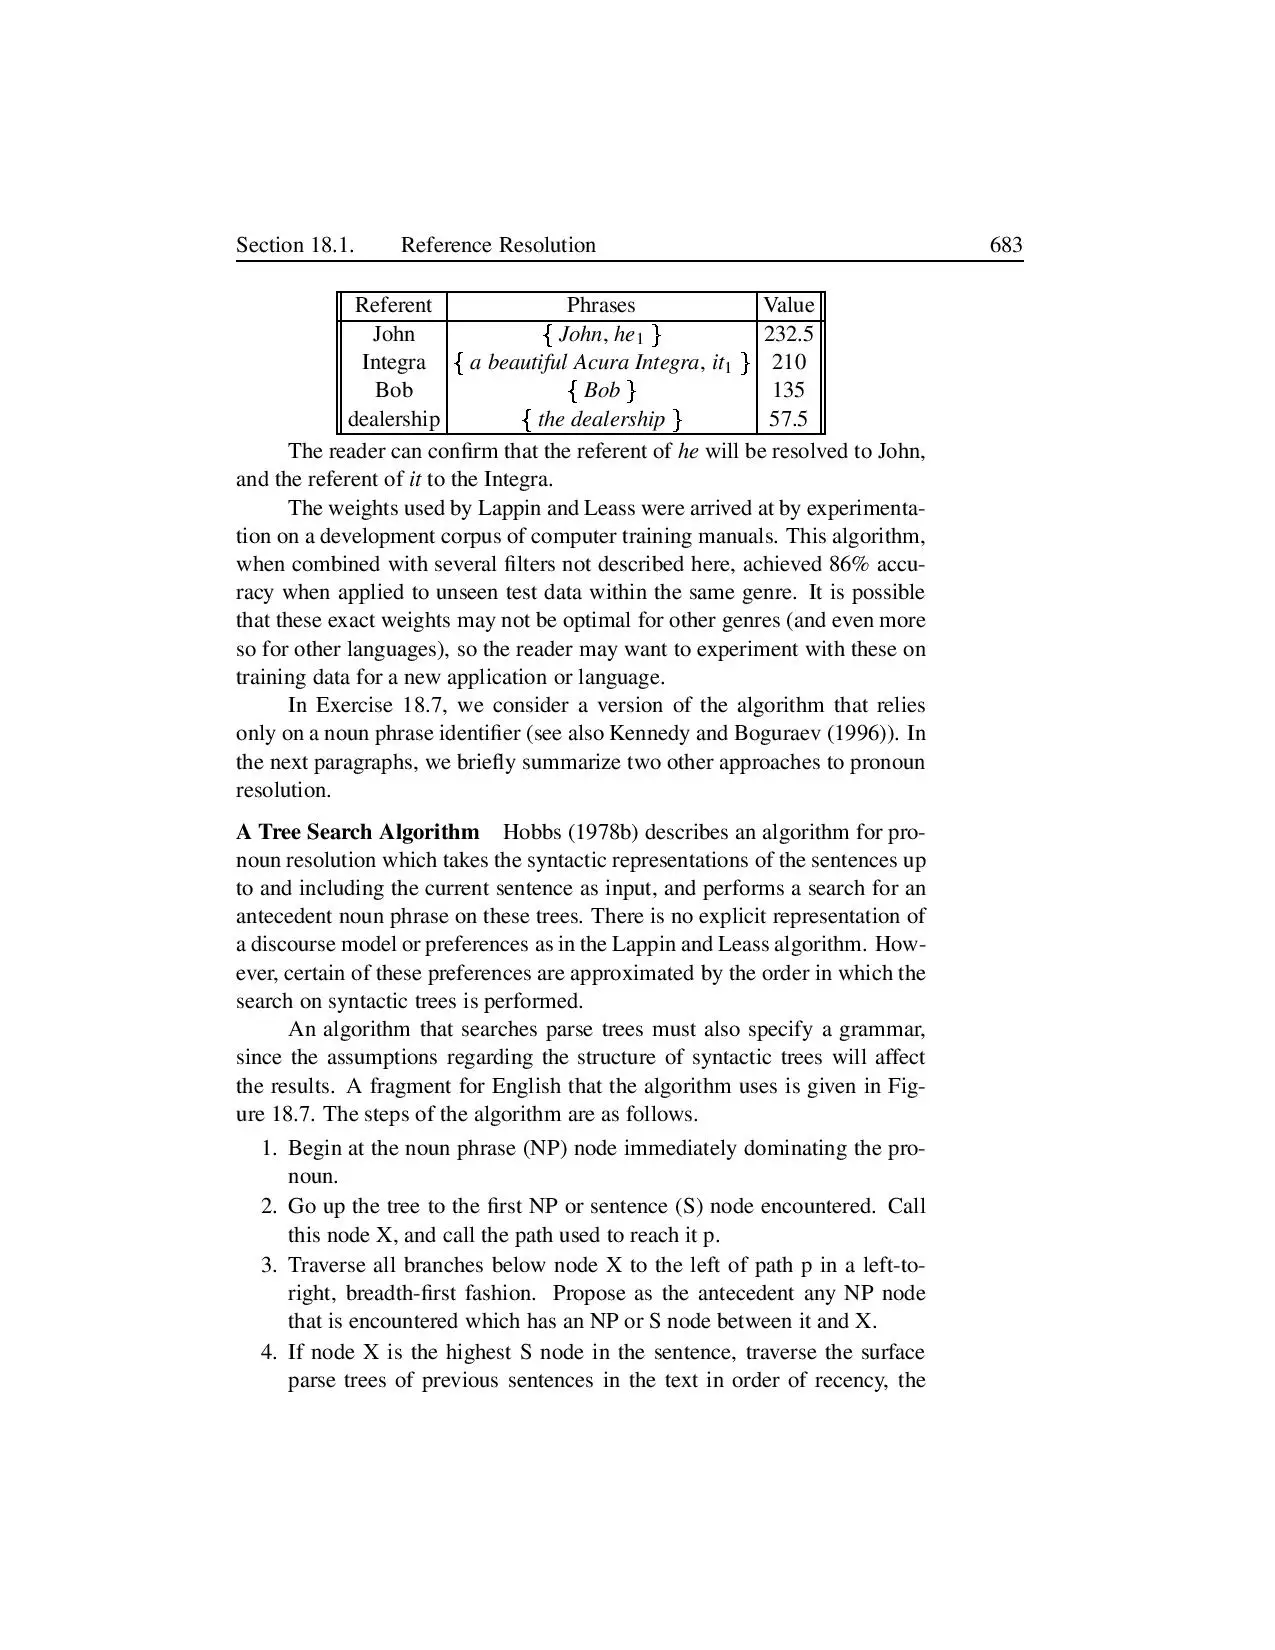 Section 18.1. Reference Resolution 683
Referent Phrases Value
John { John, he1 } 232.5
Integra { a beautiful Acura Integra, it1 } 210
Bob { Bob } 135
dealership { the dealership } 57.5
The reader can confirm that the referent of he will be resolved to John,
and the referent of it to the Integra.
The weights used by Lappin and Leass were arrived at by experimenta-
tion on a development corpus of computer training manuals. This algorithm,
when combined with several filters not described here, achieved 86% accu-
racy when applied to unseen test data within the same genre. It is possible
that these exact weights may not be optimal for other genres (and even more
so for other languages), so the reader may want to experiment with these on
training data for a new application or language.
In Exercise 18.7, we consider a version of the algorithm that relies
only on a noun phrase identifier (see also Kennedy and Boguraev (1996)). In
the next paragraphs, we briefly summarize two other approaches to pronoun
resolution.
A Tree Search Algorithm Hobbs (1978b) describes an algorithm for pro-
noun resolution which takes the syntactic representations of the sentences up
to and including the current sentence as input, and performs a search for an
antecedent noun phrase on these trees. There is no explicit representation of
a discourse model or preferences as in the Lappin and Leass algorithm. How-
ever, certain of these preferences are approximated by the order in which the
search on syntactic trees is performed.
An algorithm that searches parse trees must also specify a grammar,
since the assumptions regarding the structure of syntactic trees will affect
the results. A fragment for English that the algorithm uses is given in Fig-
ure 18.7. The steps of the algorithm are as follows.
1. Begin at the noun phrase (NP) node immediately dominating the pro-
noun.
2. Go up the tree to the first NP or sentence (S) node encountered. Call
this node X, and call the path used to reach it p.
3. Traverse all branches below node X to the left of path p in a left-to-
right, breadth-first fashion. Propose as the antecedent any NP node
that is encountered which has an NP or S node between it and X.
4. If node X is the highest S node in the sentence, traverse the surface
parse trees of previous sentences in the text in order of recency, the